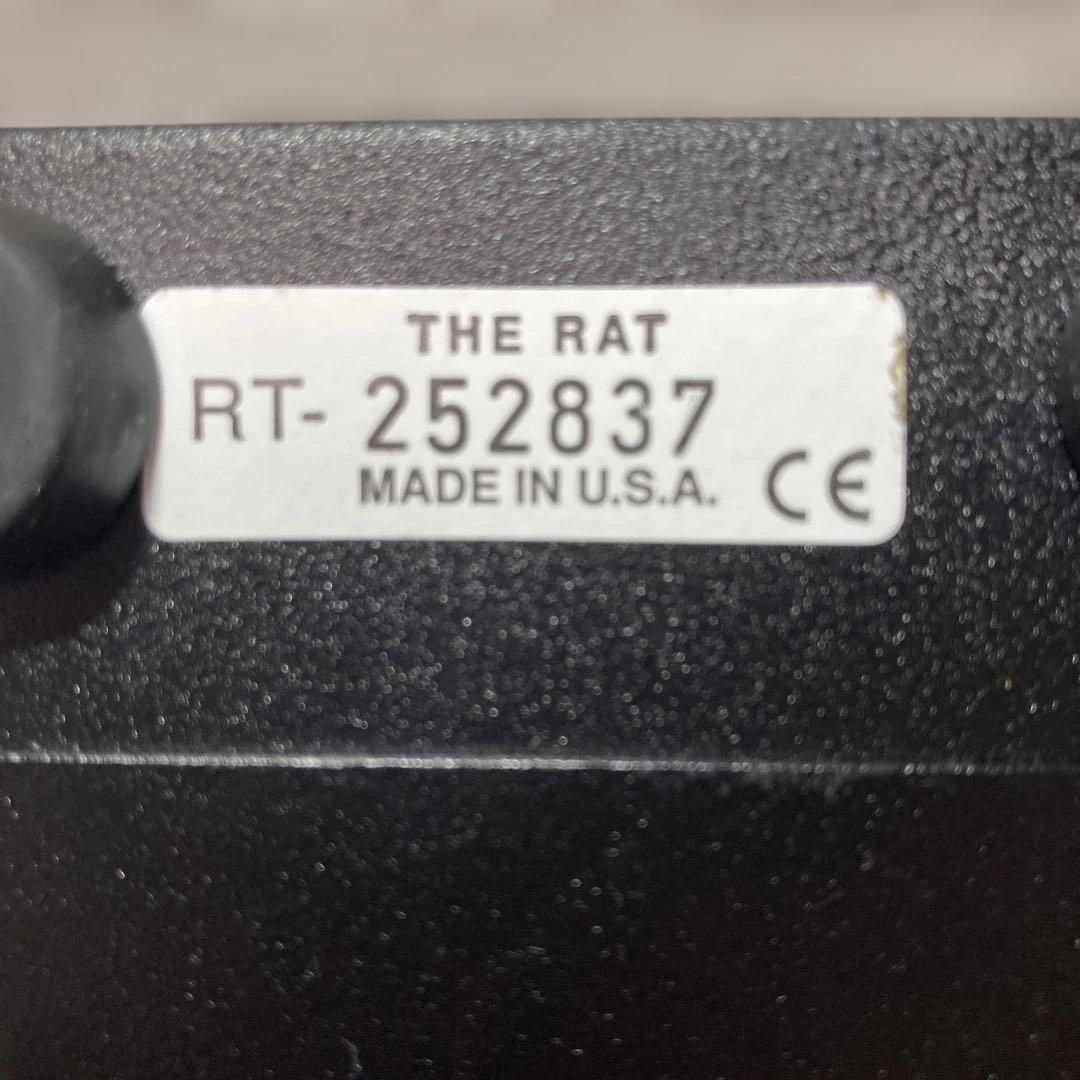 THE RAT
RT- 252837
MADE IN U.S.A. CE